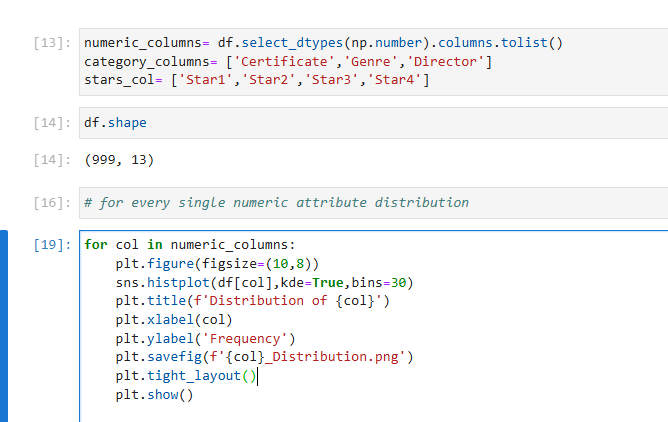 [13]: numeric_columns= df.select_dtypes(np.number).columns.tolist()
category_columns= ['Certificate','Genre','Director']
stars_col= ['Star1','Star2','Star3','Star4']
[14]: df.shape
[14]: (999, 13)
[16]: # for every single numeric attribute distribution
[19]: for col in numeric_columns:
    plt.figure(figsize=(10,8))
    sns.histplot(df[col],kde=True,bins=30)
    plt.title(f'Distribution of {col}')
    plt.xlabel(col)
    plt.ylabel('Frequency')
    plt.savefig(f'{col}_Distribution.png')
    plt.tight_layout()
    plt.show()